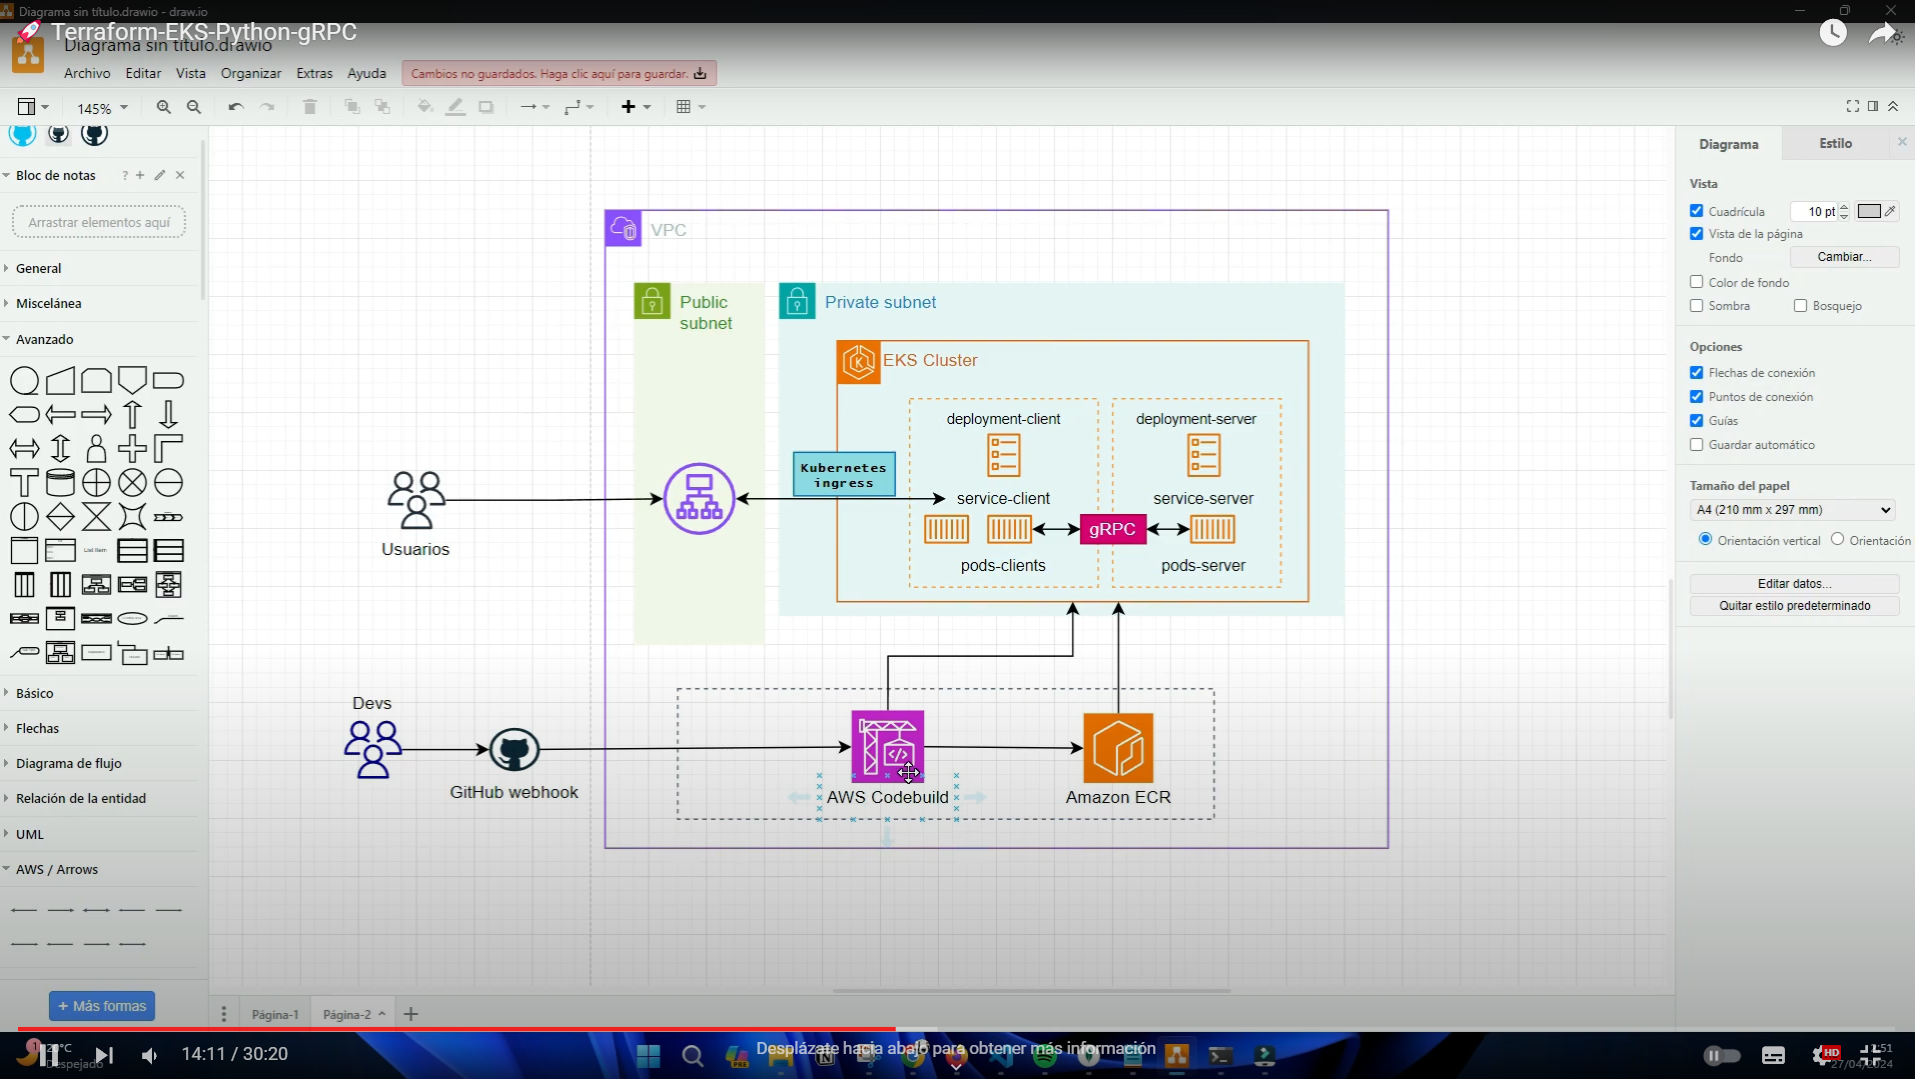 Diagrama sin título.drawio - draw.io
Terraform-EKS-Python-gRPC
Diagrama sin título.drawio
Archivo Editar Vista Organizar Extras Ayuda
Cambios no guardados. Haga clic aquí para guardar.
145%
Bloc de notas ? + ×
Arrastrar elementos aquí
General
Miscelánea
Avanzado
List Item
Básico
Flechas
Diagrama de flujo
Relación de la entidad
UML
AWS / Arrows
+ Más formas
VPC
Public
subnet
Private subnet
EKS Cluster
deployment-client
deployment-server
Kubernetes
ingress
service-client
service-server
gRPC
pods-clients
pods-server
Usuarios
Devs
GitHub webhook
AWS Codebuild
Amazon ECR
Página-1
Página-2
Diagrama
Estilo
Vista
Cuadrícula
10 pt
Vista de la página
Fondo
Cambiar...
Color de fondo
Sombra
Bosquejo
Opciones
Flechas de conexión
Puntos de conexión
Guías
Guardar automático
Tamaño del papel
A4 (210 mm x 297 mm)
Orientación vertical
Orientación
Editar datos...
Quitar estilo predeterminado
Despejado
14:11 / 30:20
Desplázate hacia abajo para obtener más información
HD
27/04/2024